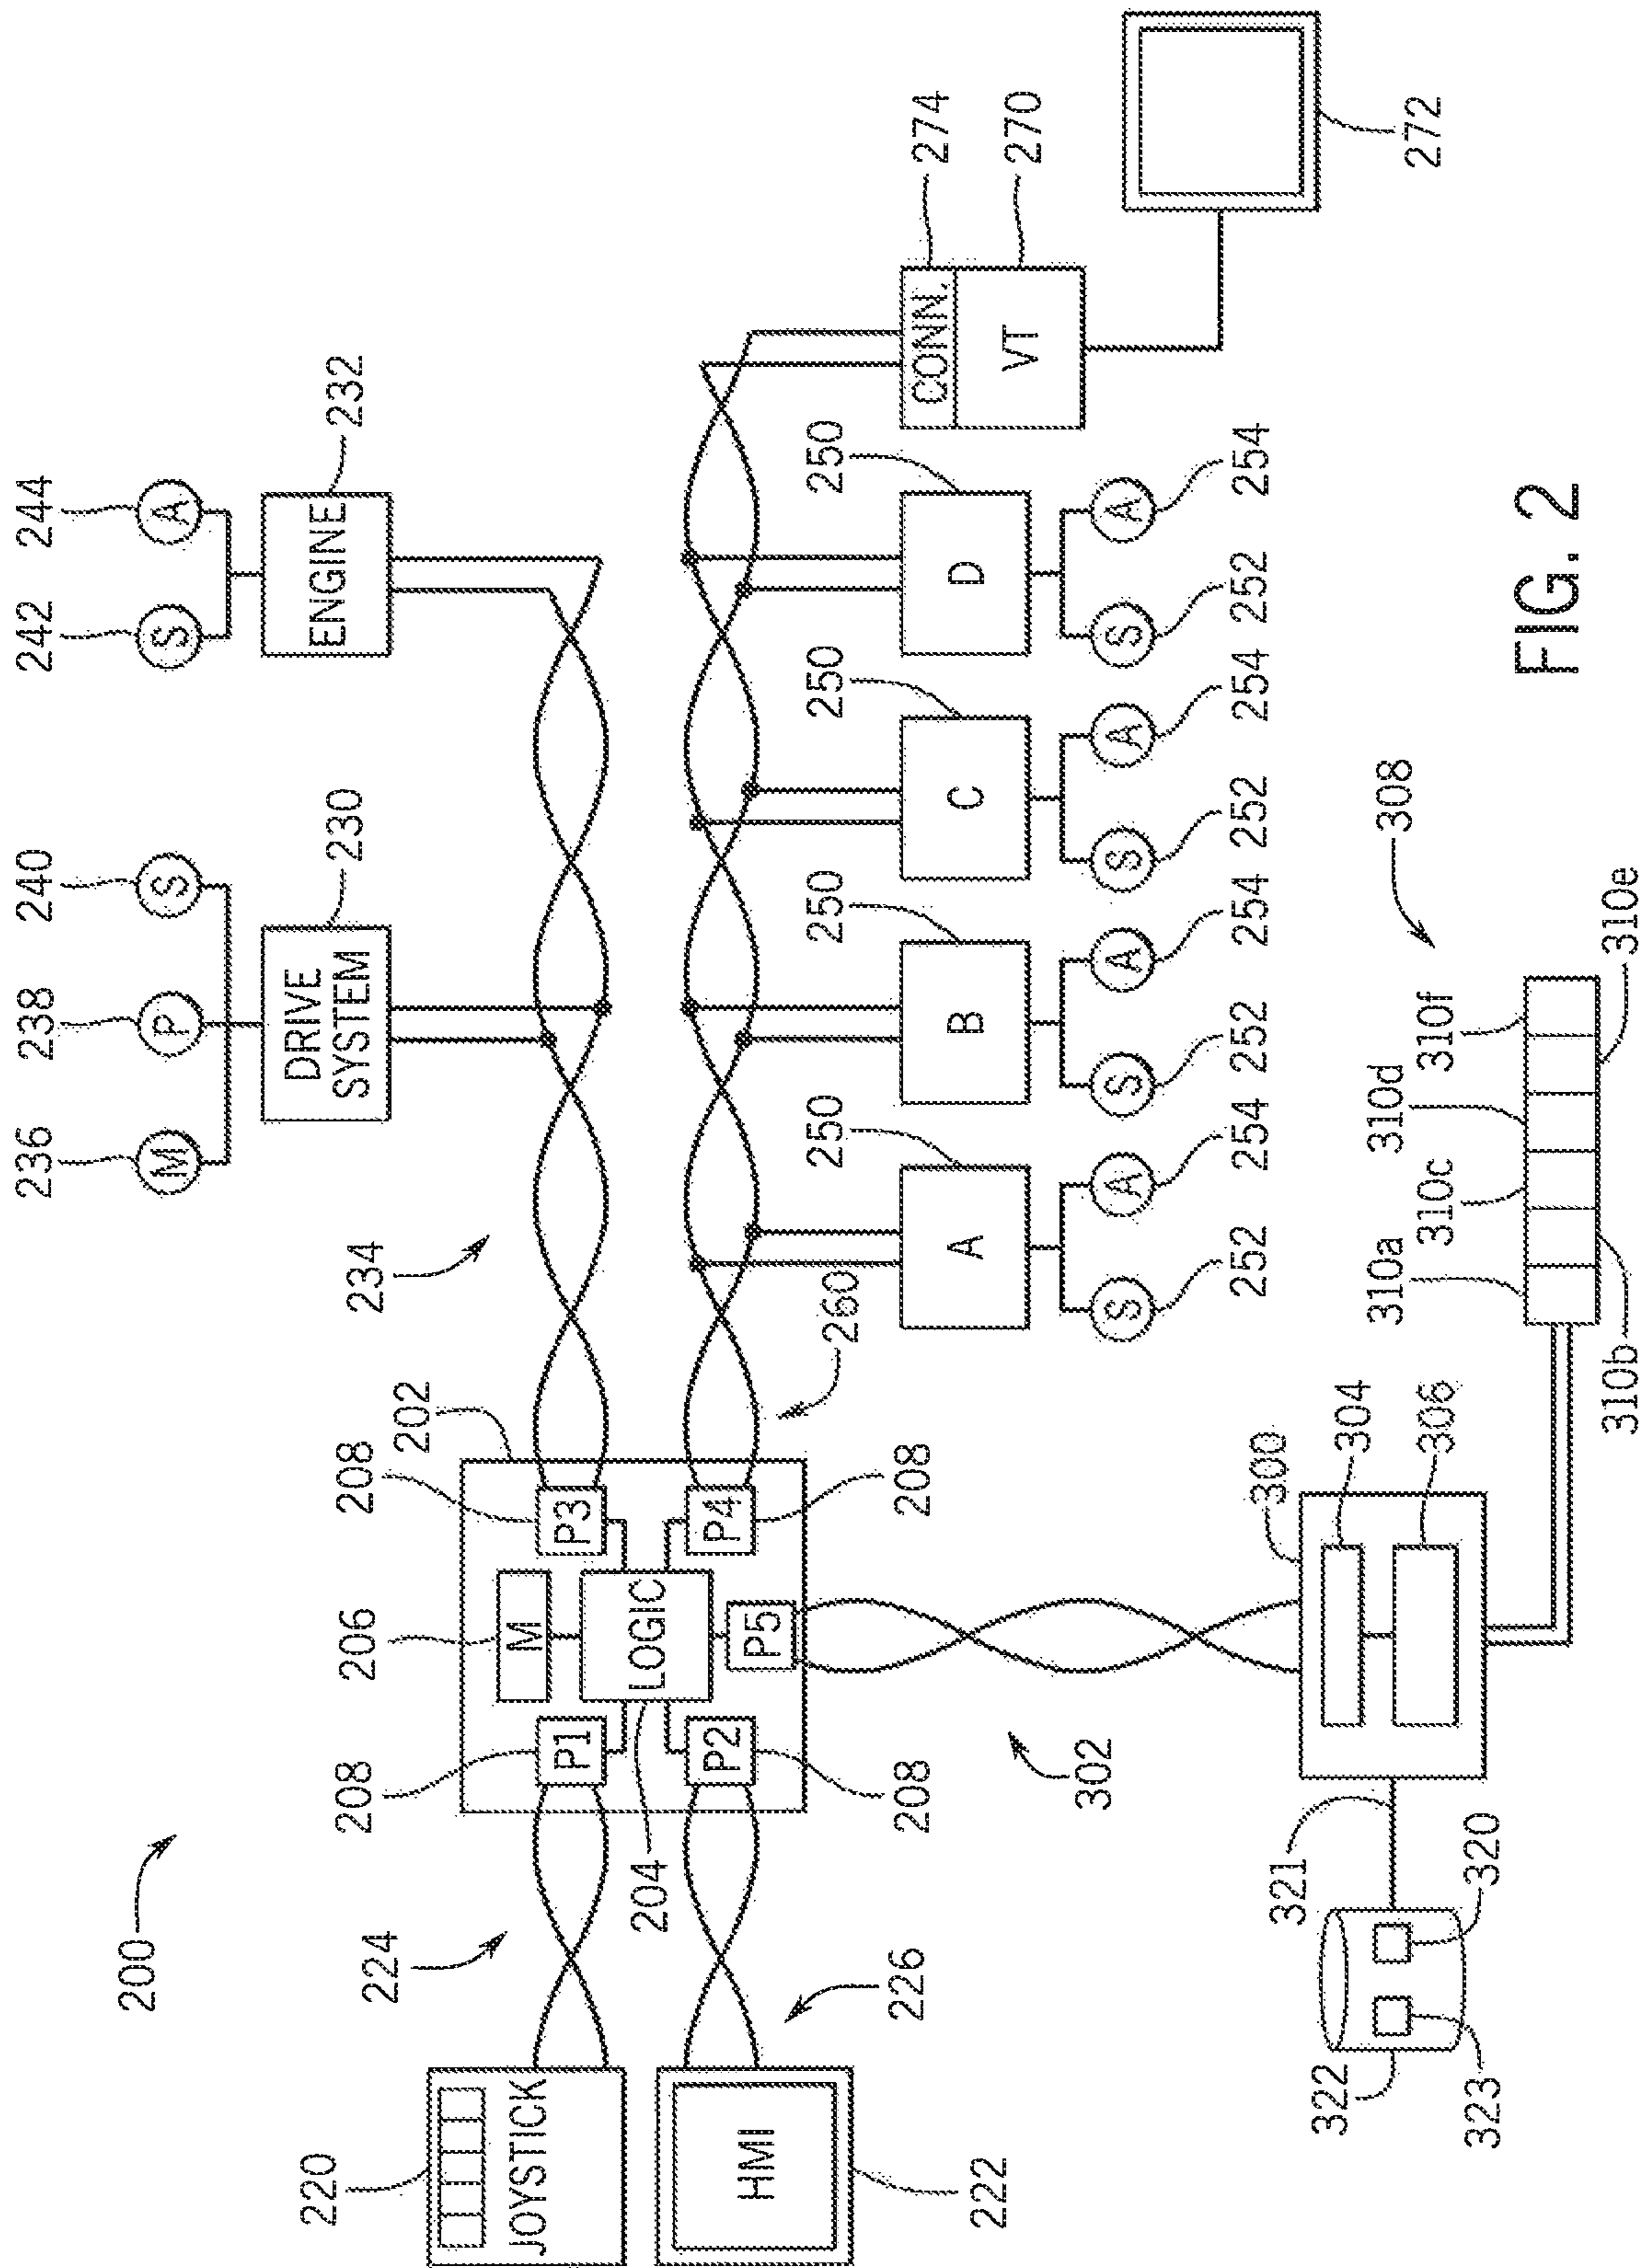 200
220
JOYSTICK
224
HMI
222
226
208
P1
206
M
208
P3
202
LOGIC
204
P2
208
P5
P4
208
234
236
M
238
P
240
S
DRIVE
SYSTEM
230
242
S
244
A
ENGINE
232
260
A
250
S
252
A
254
B
250
S
252
A
254
C
250
S
252
A
254
D
250
S
252
A
254
CONN.
274
VT
270
272
302
300
304
306
321
322
323
320
308
310a
310c
310d
310f
310b
310e
FIG. 2